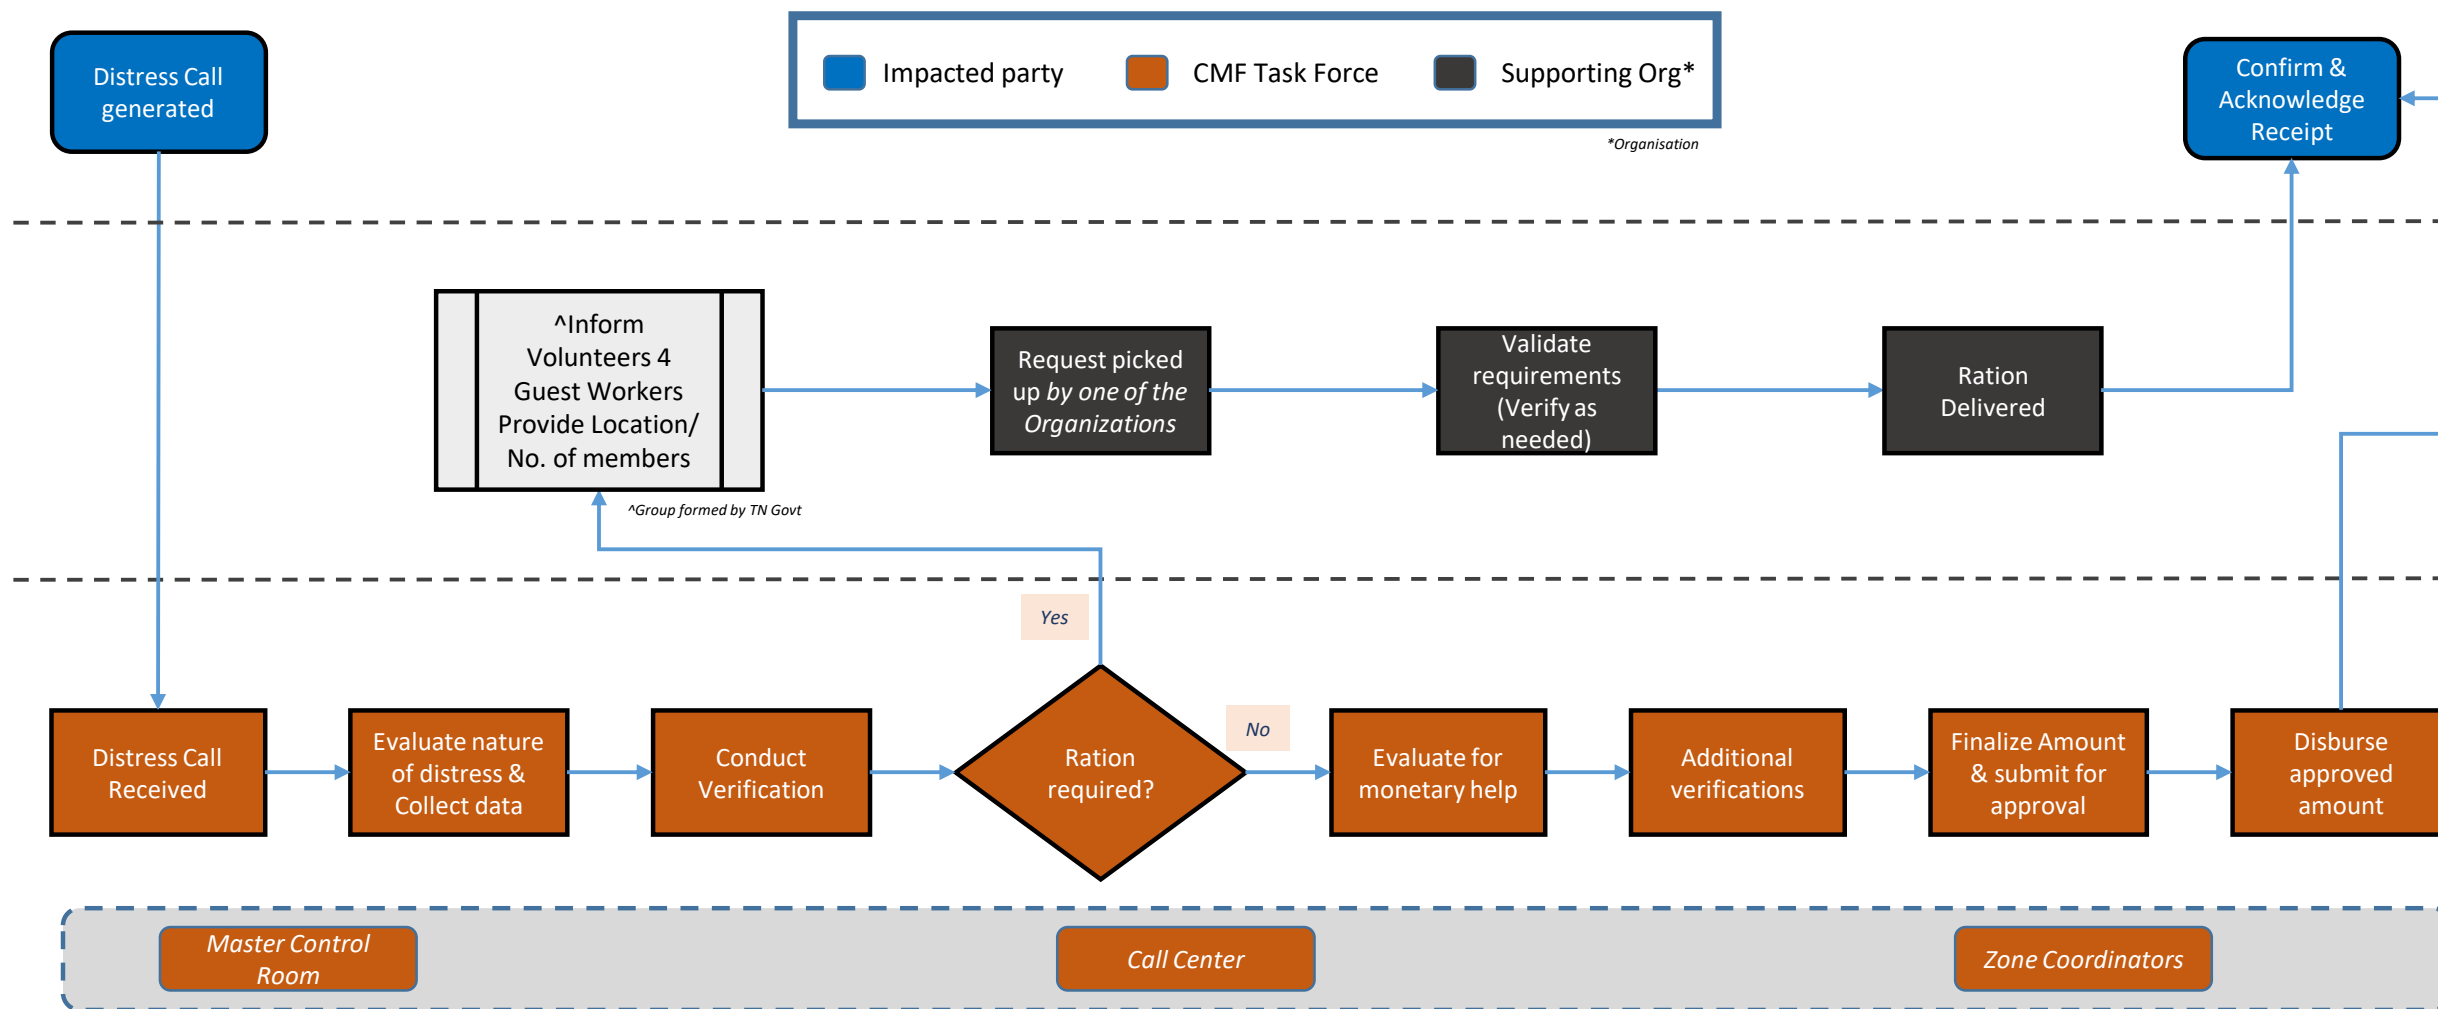 Distress Call
generated
Impacted party
CMF Task Force
Supporting Org*
*Organisation
Confirm &
Acknowledge
Receipt
^Inform
Volunteers 4
Guest Workers
Provide Location/
No. of members
^Group formed by TN Govt
Request picked
up by one of the
Organizations
Validate
requirements
(Verify as
needed)
Ration
Delivered
Yes
No
Distress Call
Received
Evaluate nature
of distress &
Collect data
Conduct
Verification
Ration
required?
Evaluate for
monetary help
Additional
verifications
Finalize Amount
& submit for
approval
Disburse
approved
amount
Master Control
Room
Call Center
Zone Coordinators